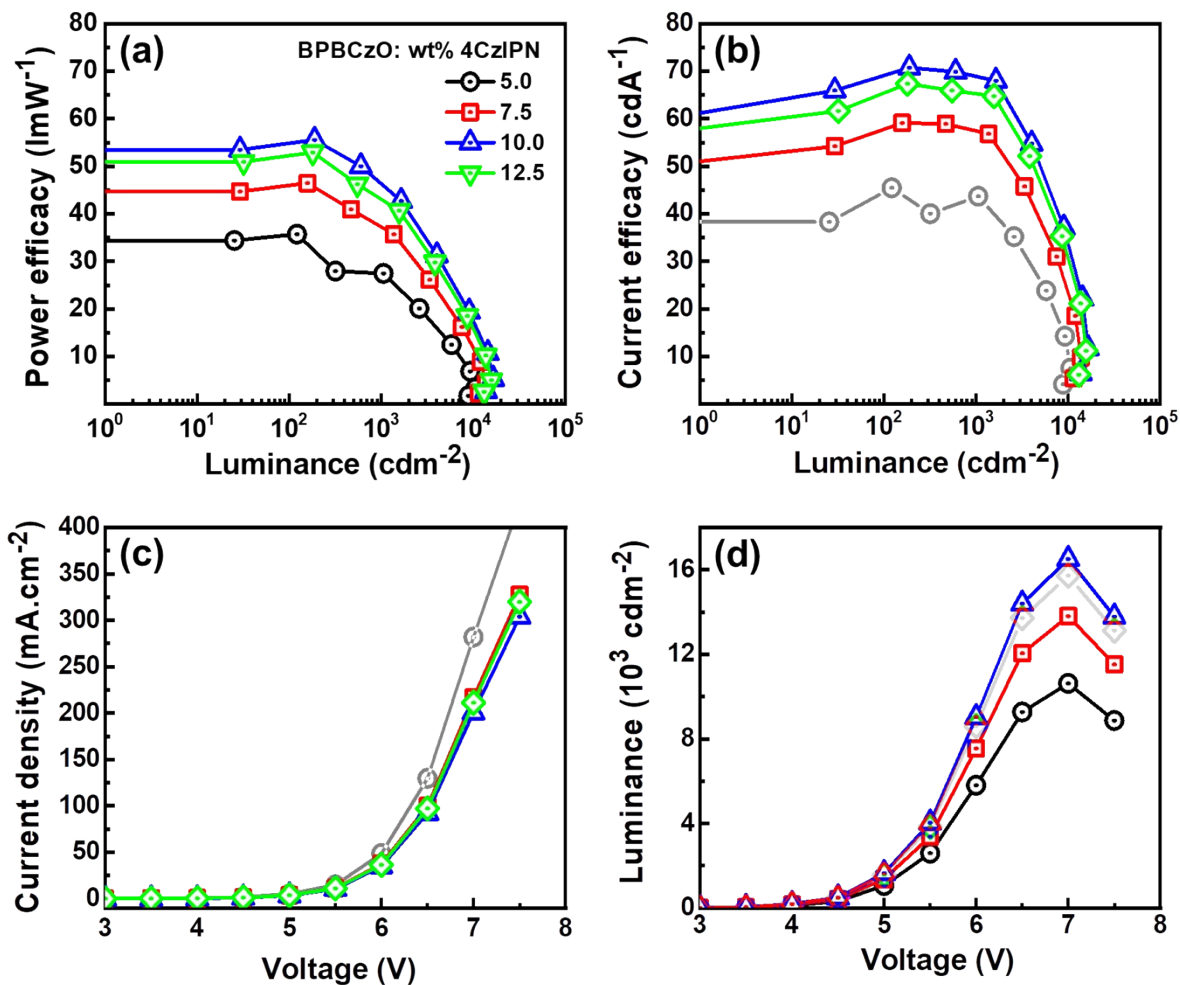 (a)
BPBCzO: wt% 4CzIPN
5.0
7.5
10.0
12.5
Power efficacy (lmW⁻¹)
80
70
60
50
40
30
20
10
10⁰ 10¹ 10² 10³ 10⁴ 10⁵
Luminance (cdm⁻²)
(b)
Current efficacy (cdA⁻¹)
80
70
60
50
40
30
20
10
10⁰ 10¹ 10² 10³ 10⁴ 10⁵
Luminance (cdm⁻²)
(c)
Current density (mA.cm⁻²)
400
350
300
250
200
150
100
50
0
3 4 5 6 7 8
Voltage (V)
(d)
Luminance (10³ cdm⁻²)
16
12
8
4
0
3 4 5 6 7 8
Voltage (V)